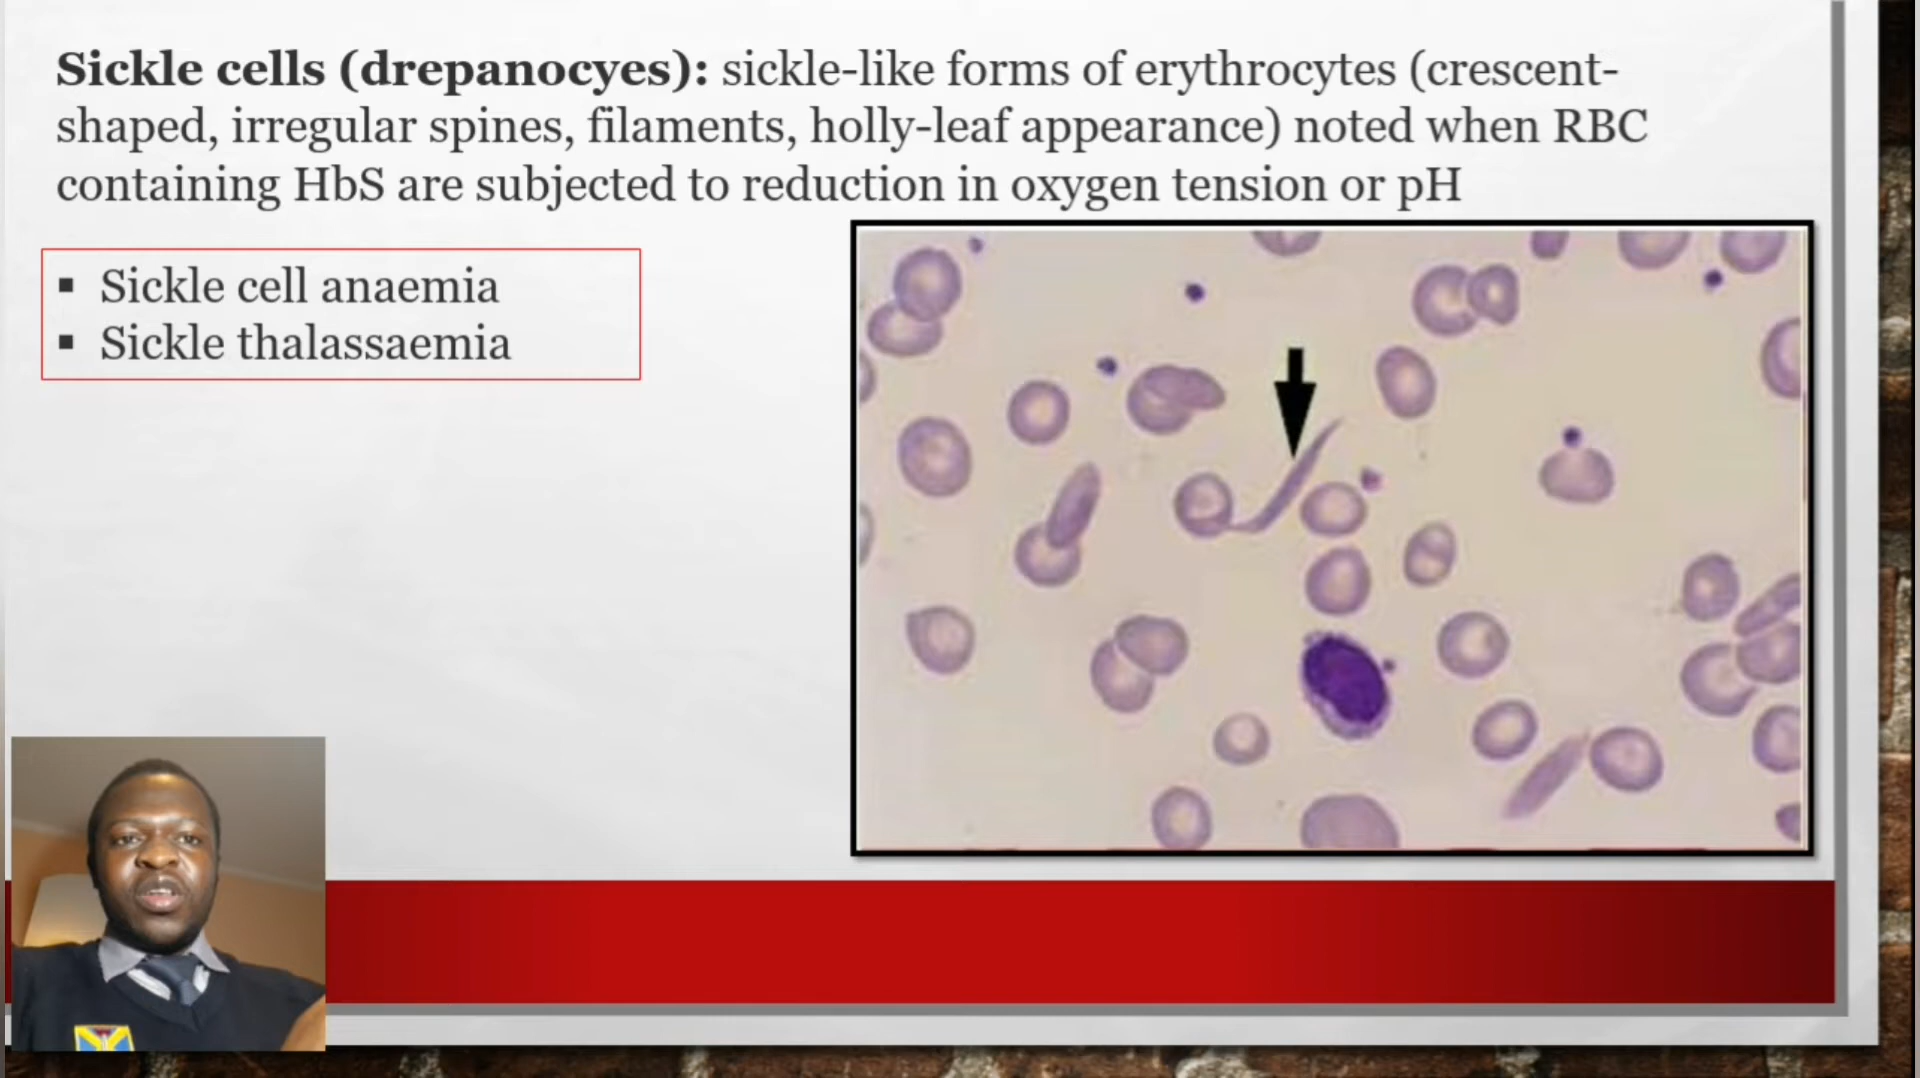 Sickle cells (drepanocyes): sickle-like forms of erythrocytes (crescent-
shaped, irregular spines, filaments, holly-leaf appearance) noted when RBC
containing HbS are subjected to reduction in oxygen tension or pH
▪ Sickle cell anaemia
▪ Sickle thalassaemia